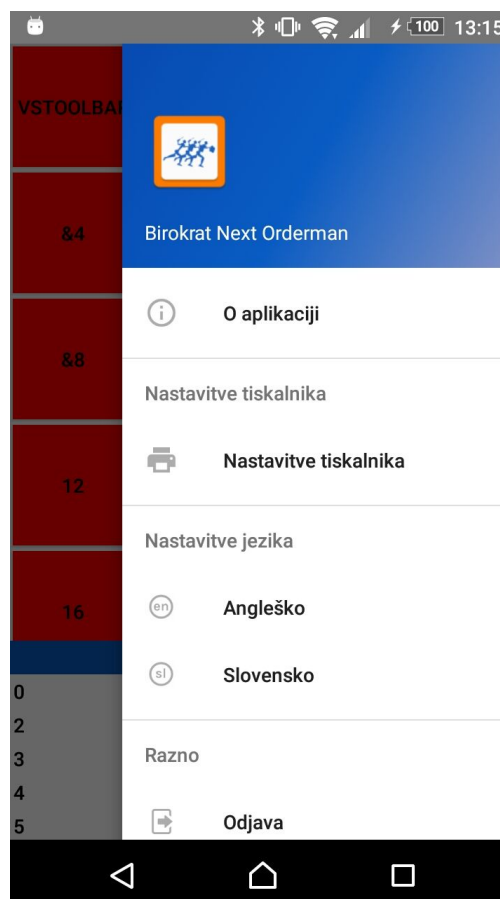 100 13:15
VSTOOLBAR
&4
&8
12
16
0
2
3
4
5
Birokrat Next Orderman
O aplikaciji
Nastavitve tiskalnika
Nastavitve tiskalnika
Nastavitve jezika
en Angleško
sl Slovensko
Razno
Odjava